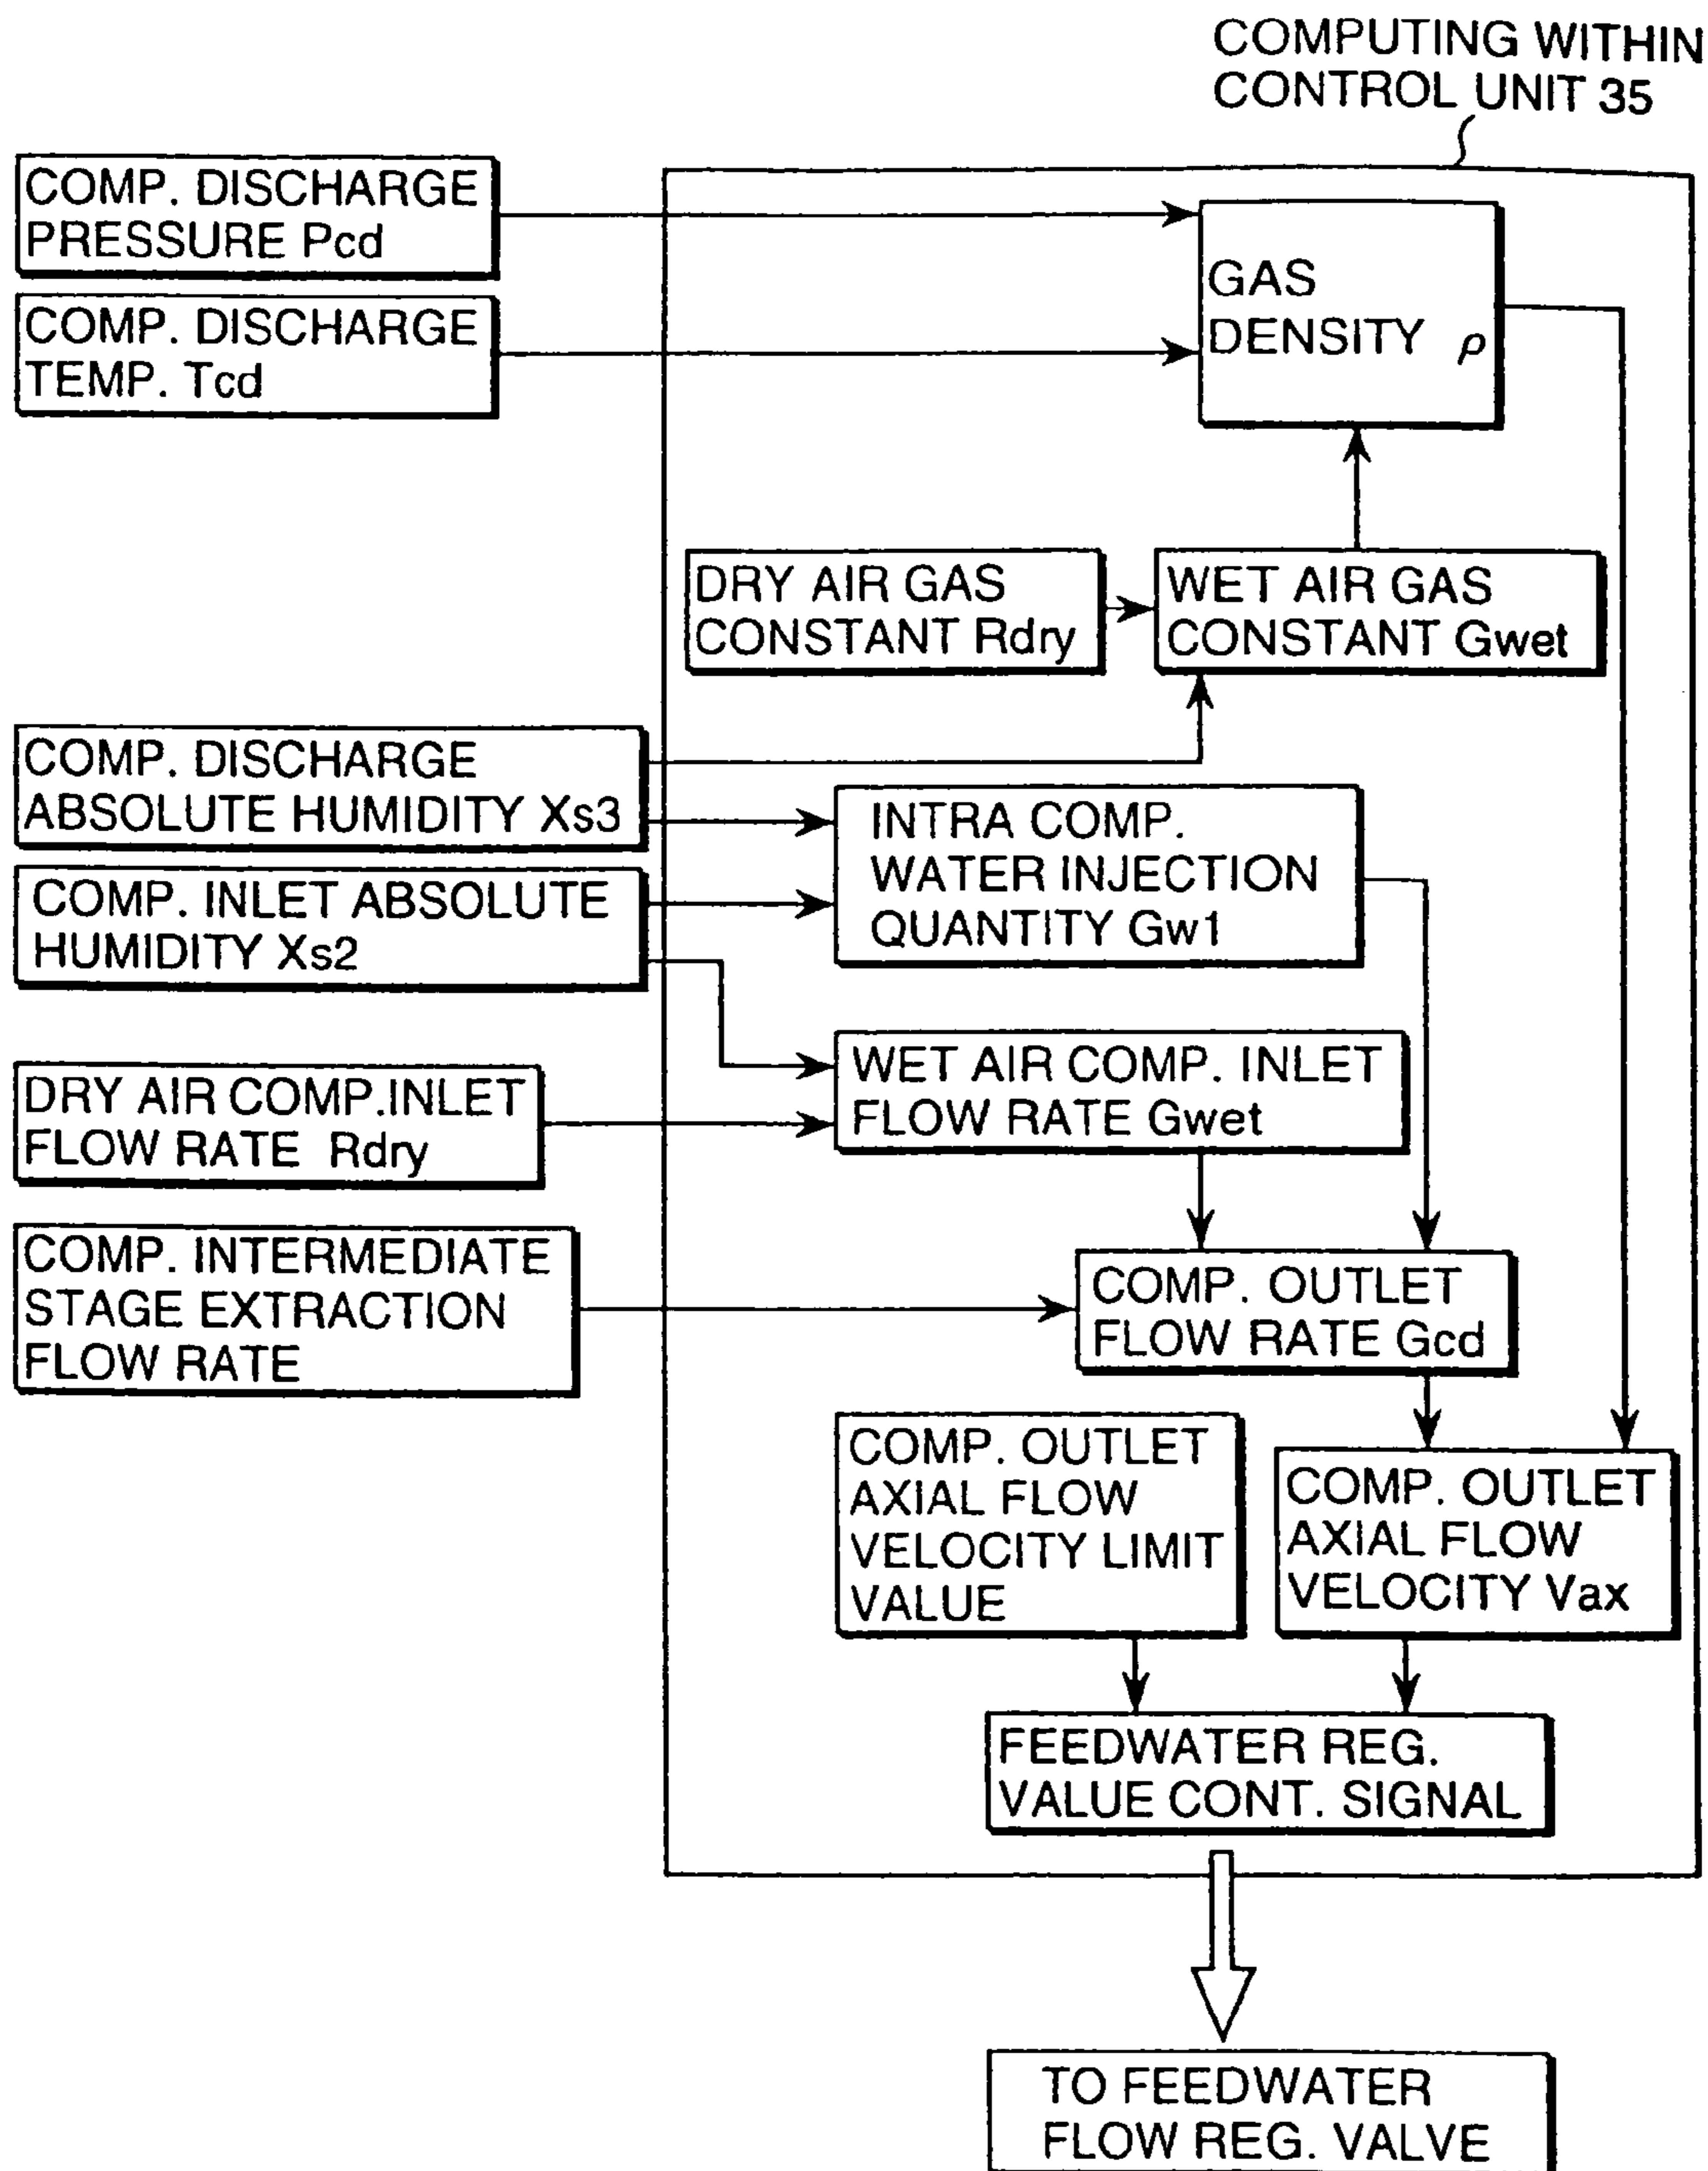 COMPUTING WITHIN
CONTROL UNIT 35
COMP. DISCHARGE
PRESSURE Pcd
COMP. DISCHARGE
TEMP. Tcd
GAS
DENSITY ρ
DRY AIR GAS
CONSTANT Rdry
WET AIR GAS
CONSTANT Gwet
COMP. DISCHARGE
ABSOLUTE HUMIDITY Xs3
COMP. INLET ABSOLUTE
HUMIDITY Xs2
INTRA COMP.
WATER INJECTION
QUANTITY Gw1
DRY AIR COMP.INLET
FLOW RATE Rdry
WET AIR COMP. INLET
FLOW RATE Gwet
COMP. INTERMEDIATE
STAGE EXTRACTION
FLOW RATE
COMP. OUTLET
FLOW RATE Gcd
COMP. OUTLET
AXIAL FLOW
VELOCITY LIMIT
VALUE
COMP. OUTLET
AXIAL FLOW
VELOCITY Vax
FEEDWATER REG.
VALUE CONT. SIGNAL
TO FEEDWATER
FLOW REG. VALVE